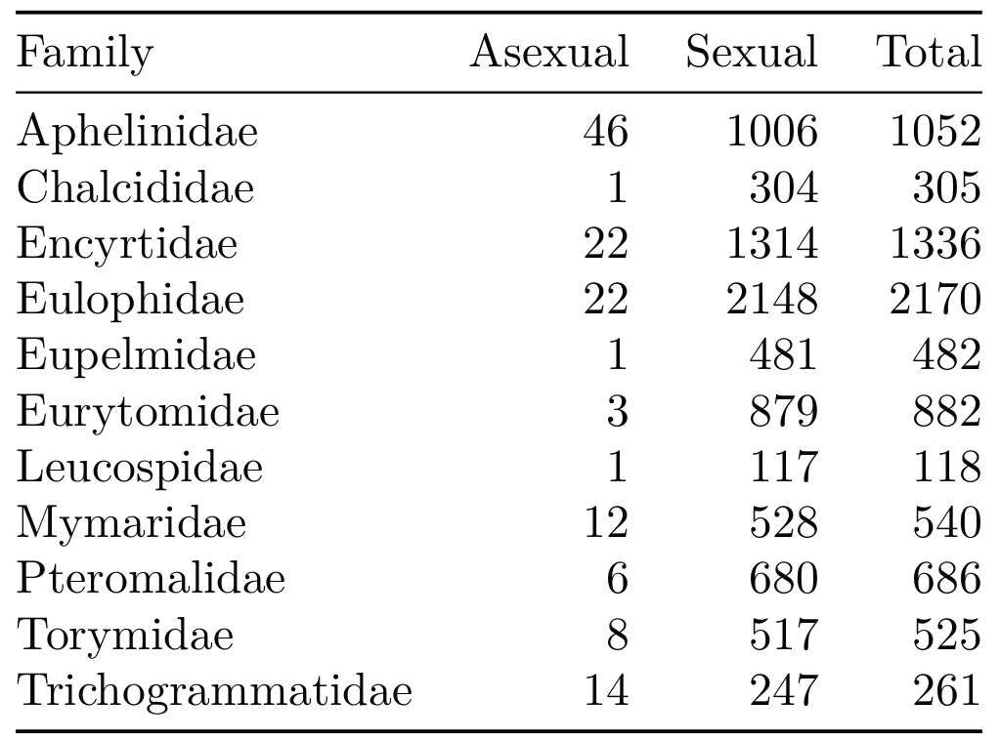 Family Asexual Sexual Total
Aphelinidae 46 1006 1052
Chalcididae 1 304 305
Encyrtidae 22 1314 1336
Eulophidae 22 2148 2170
Eupelmidae 1 481 482
Eurytomidae 3 879 882
Leucospidae 1 117 118
Mymaridae 12 528 540
Pteromalidae 6 680 686
Torymidae 8 517 525
Trichogrammatidae 14 247 261